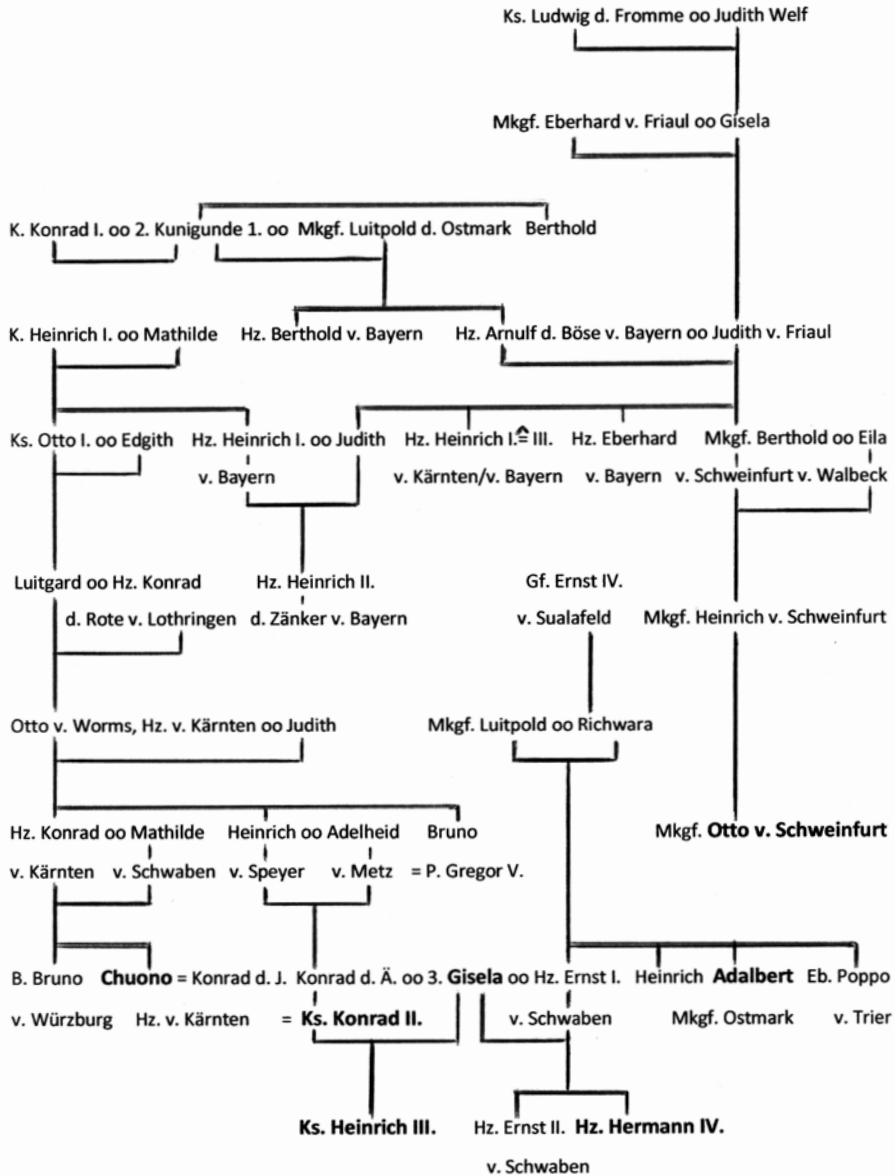 Ks. Ludwig d. Fromme oo Judith Welf
Mkgf. Eberhard v. Friaul oo Gisela
K. Konrad I. oo 2. Kunigunde 1. oo Mkgf. Luitpold d. Ostmark Berthold
K. Heinrich I. oo Mathilde Hz. Berthold v. Bayern Hz. Arnulf d. Böse v. Bayern oo Judith v. Friaul
Ks. Otto I. oo Edgith Hz. Heinrich I. oo Judith Hz. Heinrich I.≙ III. Hz. Eberhard Mkgf. Berthold oo Eila
v. Bayern v. Kärnten/v. Bayern v. Bayern v. Schweinfurt v. Walbeck
Luitgard oo Hz. Konrad Hz. Heinrich II. Gf. Ernst IV.
d. Rote v. Lothringen d. Zänker v. Bayern v. Sualafeld Mkgf. Heinrich v. Schweinfurt
Otto v. Worms, Hz. v. Kärnten oo Judith Mkgf. Luitpold oo Richwara
Hz. Konrad oo Mathilde Heinrich oo Adelheid Bruno Mkgf. Otto v. Schweinfurt
v. Kärnten v. Schwaben v. Speyer v. Metz = P. Gregor V.
B. Bruno Chuono = Konrad d. J. Konrad d. Ä. oo 3. Gisela oo Hz. Ernst I. Heinrich Adalbert Eb. Poppo
v. Würzburg Hz. v. Kärnten = Ks. Konrad II. v. Schwaben Mkgf. Ostmark v. Trier
Ks. Heinrich III. Hz. Ernst II. Hz. Hermann IV.
v. Schwaben